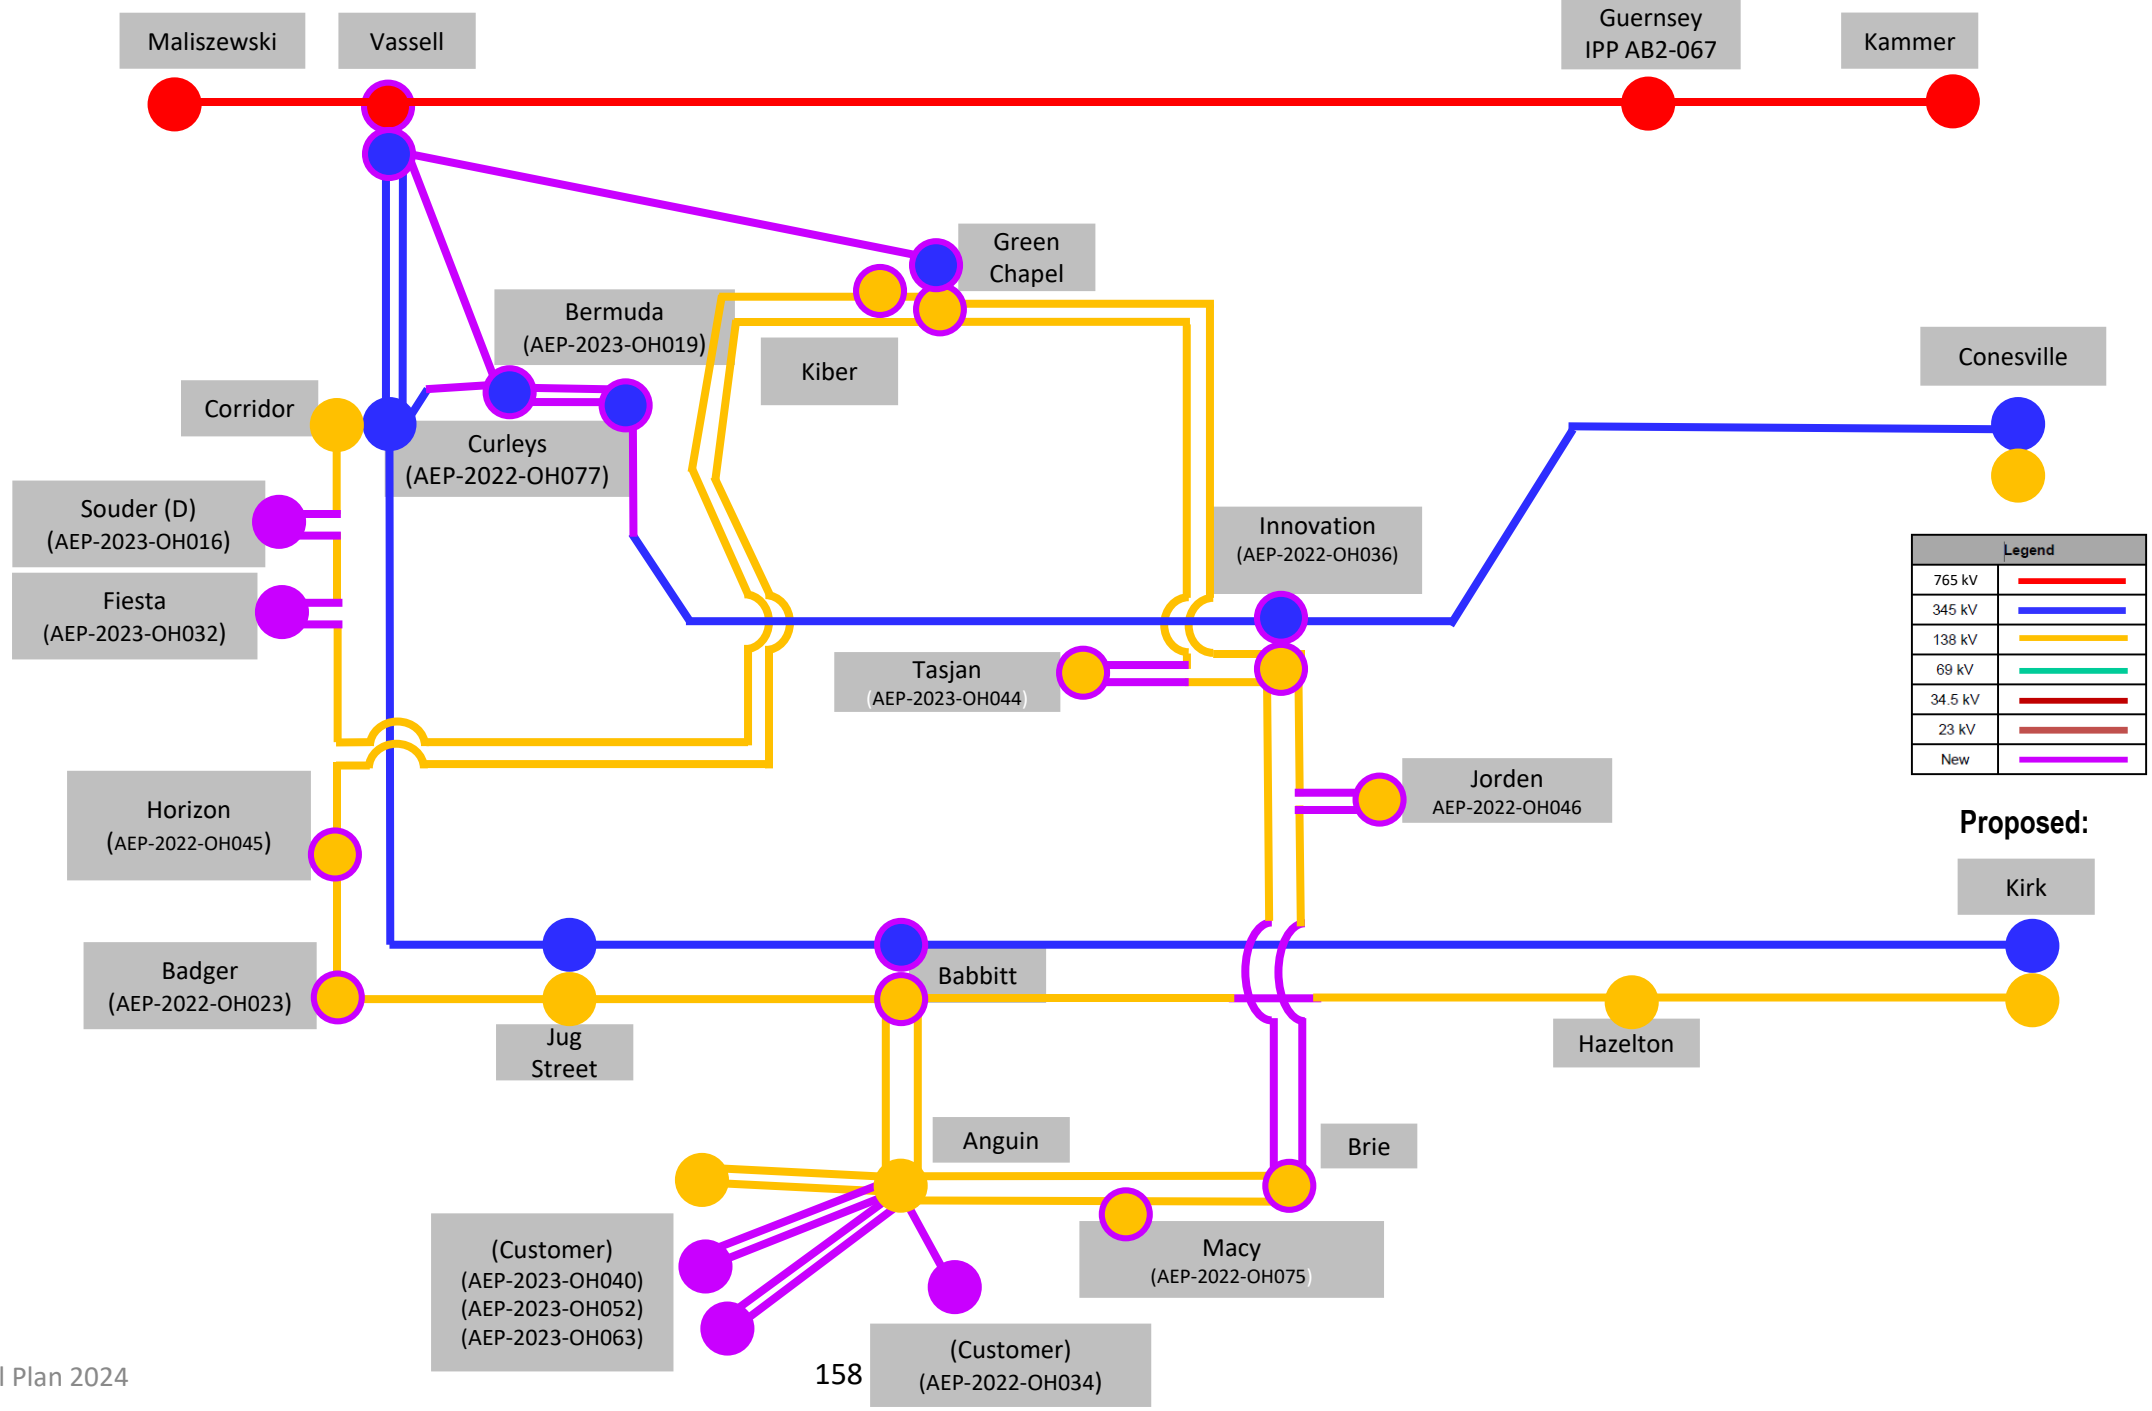 Maliszewski
Vassell
Guernsey
IPP AB2-067
Kammer
Green
Chapel
Bermuda
(AEP-2023-OH019)
Kiber
Conesville
Corridor
Curleys
(AEP-2022-OH077)
Souder (D)
(AEP-2023-OH016)
Innovation
(AEP-2022-OH036)
Legend
765 kV
345 kV
138 kV
69 kV
34.5 kV
23 kV
New
Fiesta
(AEP-2023-OH032)
Tasjan
(AEP-2023-OH044)
Horizon
(AEP-2022-OH045)
Jorden
AEP-2022-OH046
Proposed:
Kirk
Badger
(AEP-2022-OH023)
Babbitt
Jug
Street
Hazelton
Anguin
Brie
(Customer)
(AEP-2023-OH040)
(AEP-2023-OH052)
(AEP-2023-OH063)
Macy
(AEP-2022-OH075)
(Customer)
(AEP-2022-OH034)
l Plan 2024
158